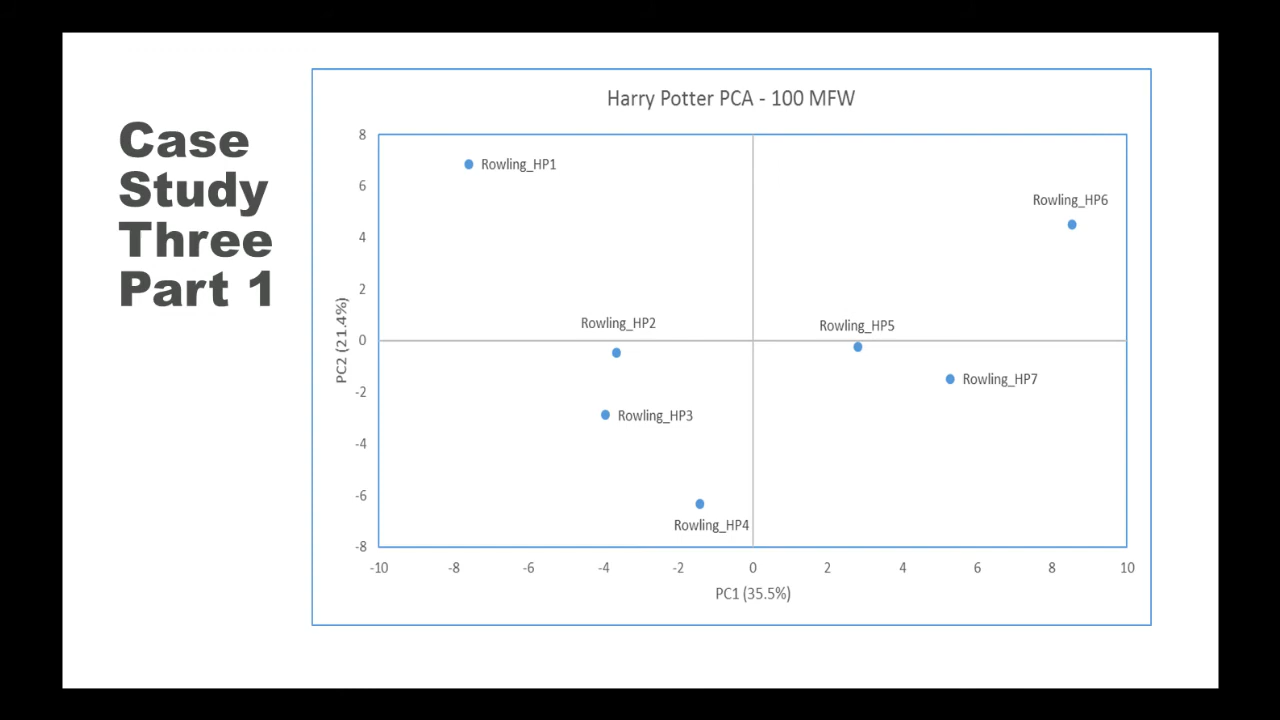 Case
Study
Three
Part 1
Harry Potter PCA - 100 MFW
8
6
4
2
0
-2
-4
-6
-8
PC2 (21.4%)
Rowling_HP1
Rowling_HP6
Rowling_HP2
Rowling_HP5
Rowling_HP7
Rowling_HP3
Rowling_HP4
-10 -8 -6 -4 -2 0 2 4 6 8 10
PC1 (35.5%)